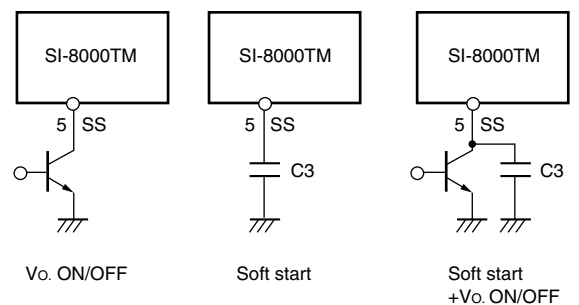 SI-8000TM
5 SS
Vo. ON/OFF
SI-8000TM
5 SS
C3
Soft start
SI-8000TM
5 SS
C3
Soft start
+Vo. ON/OFF